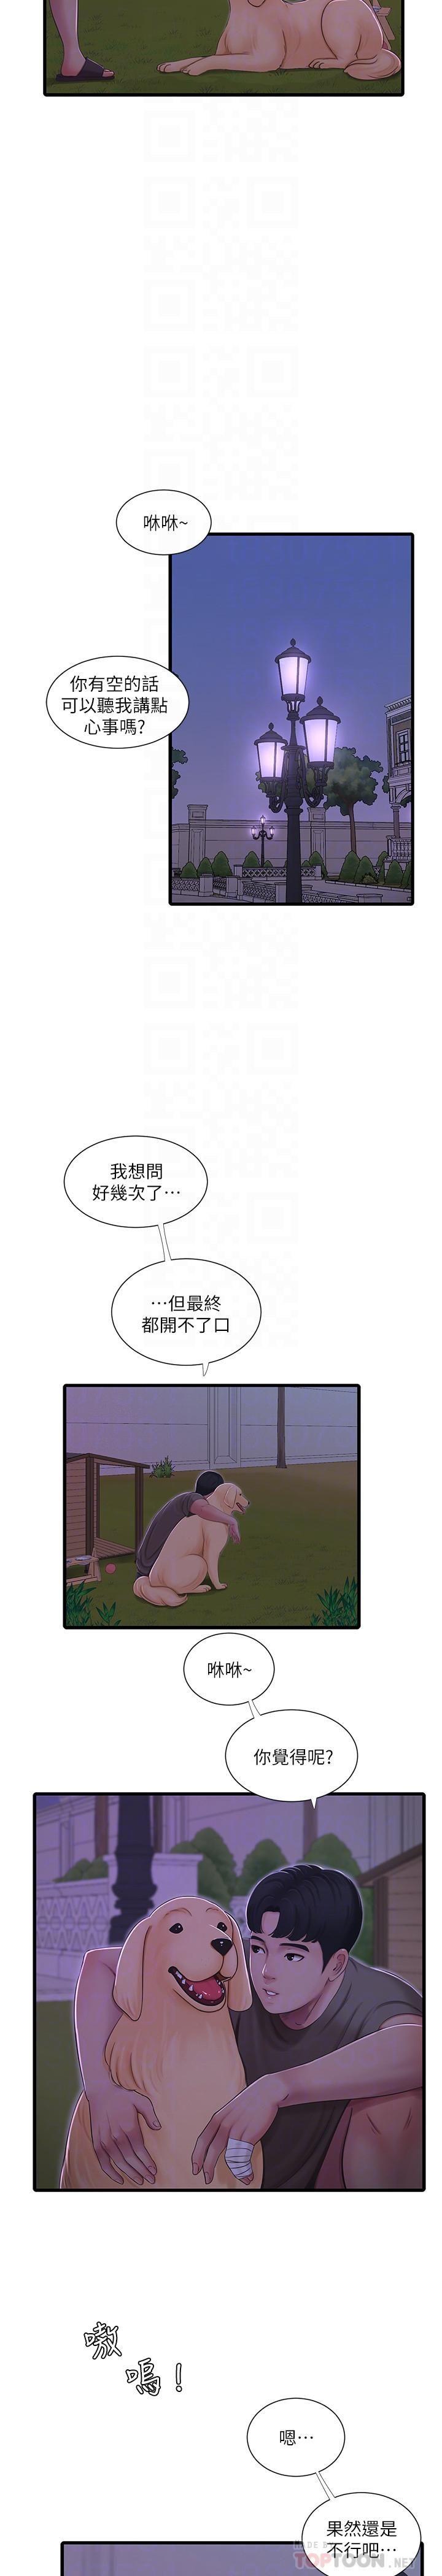 咻咻~
你有空的話
可以聽我講點
心事嗎?
我想問
好幾次了…
…但最終
都開不了口
咻咻~
你覺得呢?
嗷
嗚!
嗯…
果然還是
不行吧…
TOPTOON.NET